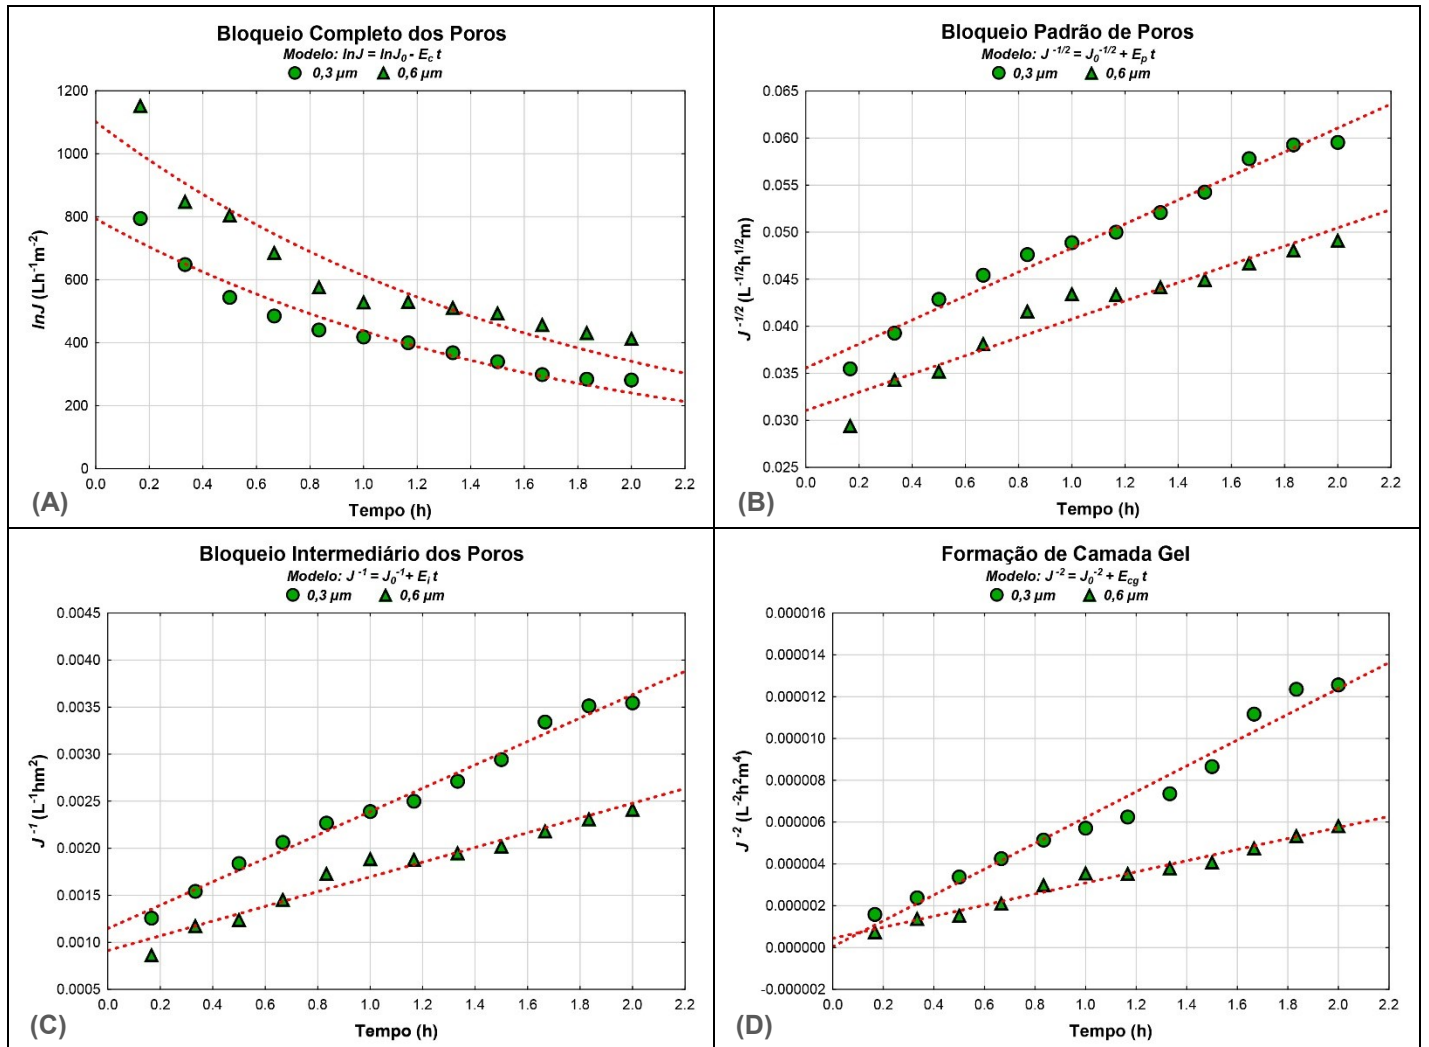 Bloqueio Completo dos Poros
Modelo: lnJ = lnJ₀ - E꜀ t
0,3 µm 0,6 µm
1200
1000
800
600
400
200
0
lnJ (Lh⁻¹m⁻²)
0.0 0.2 0.4 0.6 0.8 1.0 1.2 1.4 1.6 1.8 2.0 2.2
Tempo (h)
(A)
Bloqueio Padrão de Poros
Modelo: J⁻¹/² = J₀⁻¹/² + Eₚ t
0,3 µm 0,6 µm
0.065
0.060
0.055
0.050
0.045
0.040
0.035
0.030
0.025
J⁻¹/² (L⁻¹/²h¹/²m)
0.0 0.2 0.4 0.6 0.8 1.0 1.2 1.4 1.6 1.8 2.0 2.2
Tempo (h)
(B)
Bloqueio Intermediário dos Poros
Modelo: J⁻¹ = J₀⁻¹ + Eᵢ t
0,3 µm 0,6 µm
0.0045
0.0040
0.0035
0.0030
0.0025
0.0020
0.0015
0.0010
0.0005
J⁻¹ (L⁻¹hm²)
0.0 0.2 0.4 0.6 0.8 1.0 1.2 1.4 1.6 1.8 2.0 2.2
Tempo (h)
(C)
Formação de Camada Gel
Modelo: J⁻² = J₀⁻² + E_cg t
0,3 µm 0,6 µm
0.000016
0.000014
0.000012
0.000010
0.000008
0.000006
0.000004
0.000002
0.000000
-0.000002
J⁻² (L⁻²h²m⁴)
0.0 0.2 0.4 0.6 0.8 1.0 1.2 1.4 1.6 1.8 2.0 2.2
Tempo (h)
(D)